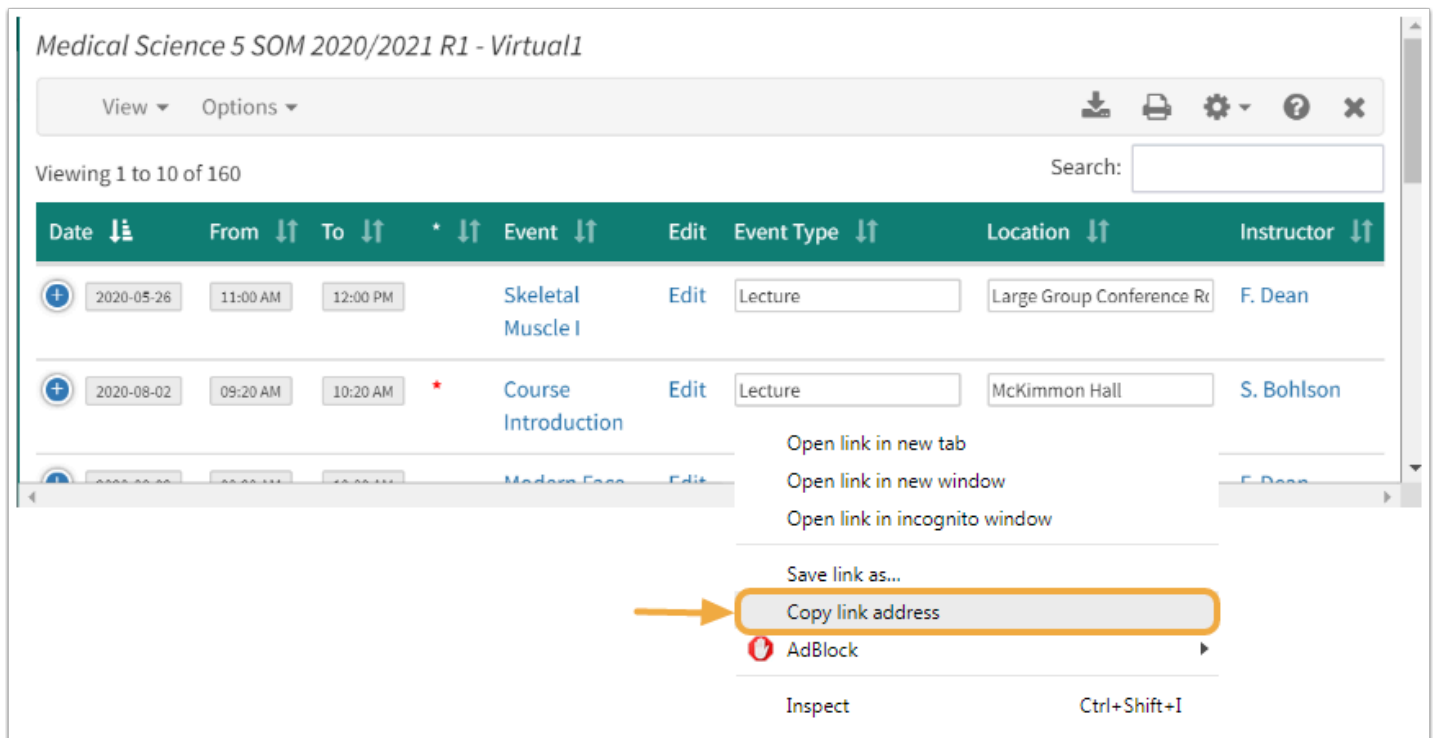 Medical Science 5 SOM 2020/2021 R1 - Virtual1
View Options
Viewing 1 to 10 of 160 Search:
Date From To * Event Edit Event Type Location Instructor
2020-05-26 11:00 AM 12:00 PM Skeletal Edit Lecture Large Group Conference F. Dean
Muscle I
2020-08-02 09:20 AM 10:20 AM * Course Edit Lecture McKimmon Hall S. Bohlson
Introduction
Modern Face Edit F. Dean
Open link in new tab
Open link in new window
Open link in incognito window
Save link as...
Copy link address
AdBlock
Inspect Ctrl+Shift+I